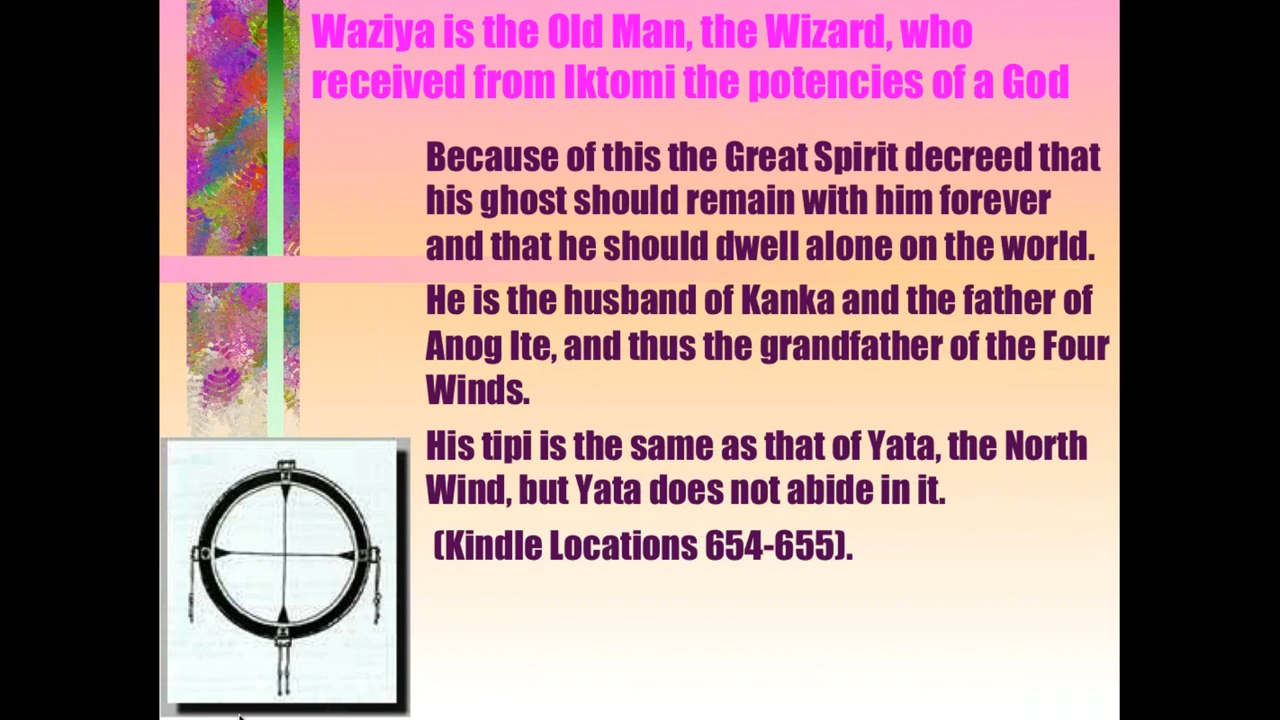 Waziya is the Old Man, the Wizard, who
received from Iktomi the potencies of a God
Because of this the Great Spirit decreed that
his ghost should remain with him forever
and that he should dwell alone on the world.
He is the husband of Kanka and the father of
Anog Ite, and thus the grandfather of the Four
Winds.
His tipi is the same as that of Yata, the North
Wind, but Yata does not abide in it.
(Kindle Locations 654-655).